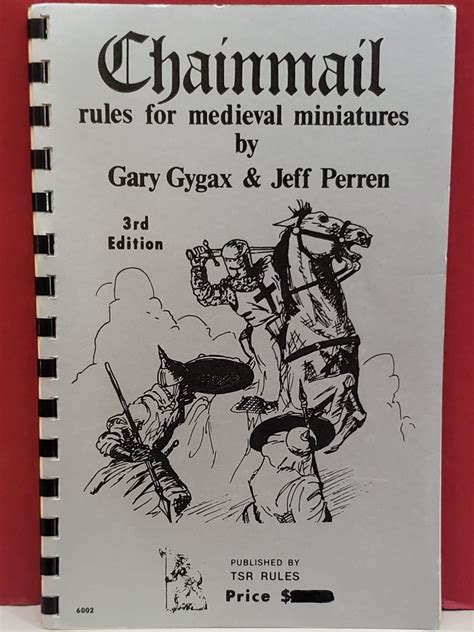 Chainmail
rules for medieval miniatures
by
Gary Gygax & Jeff Perren
3rd
Edition
PUBLISHED BY
TSR RULES
Price $
6002